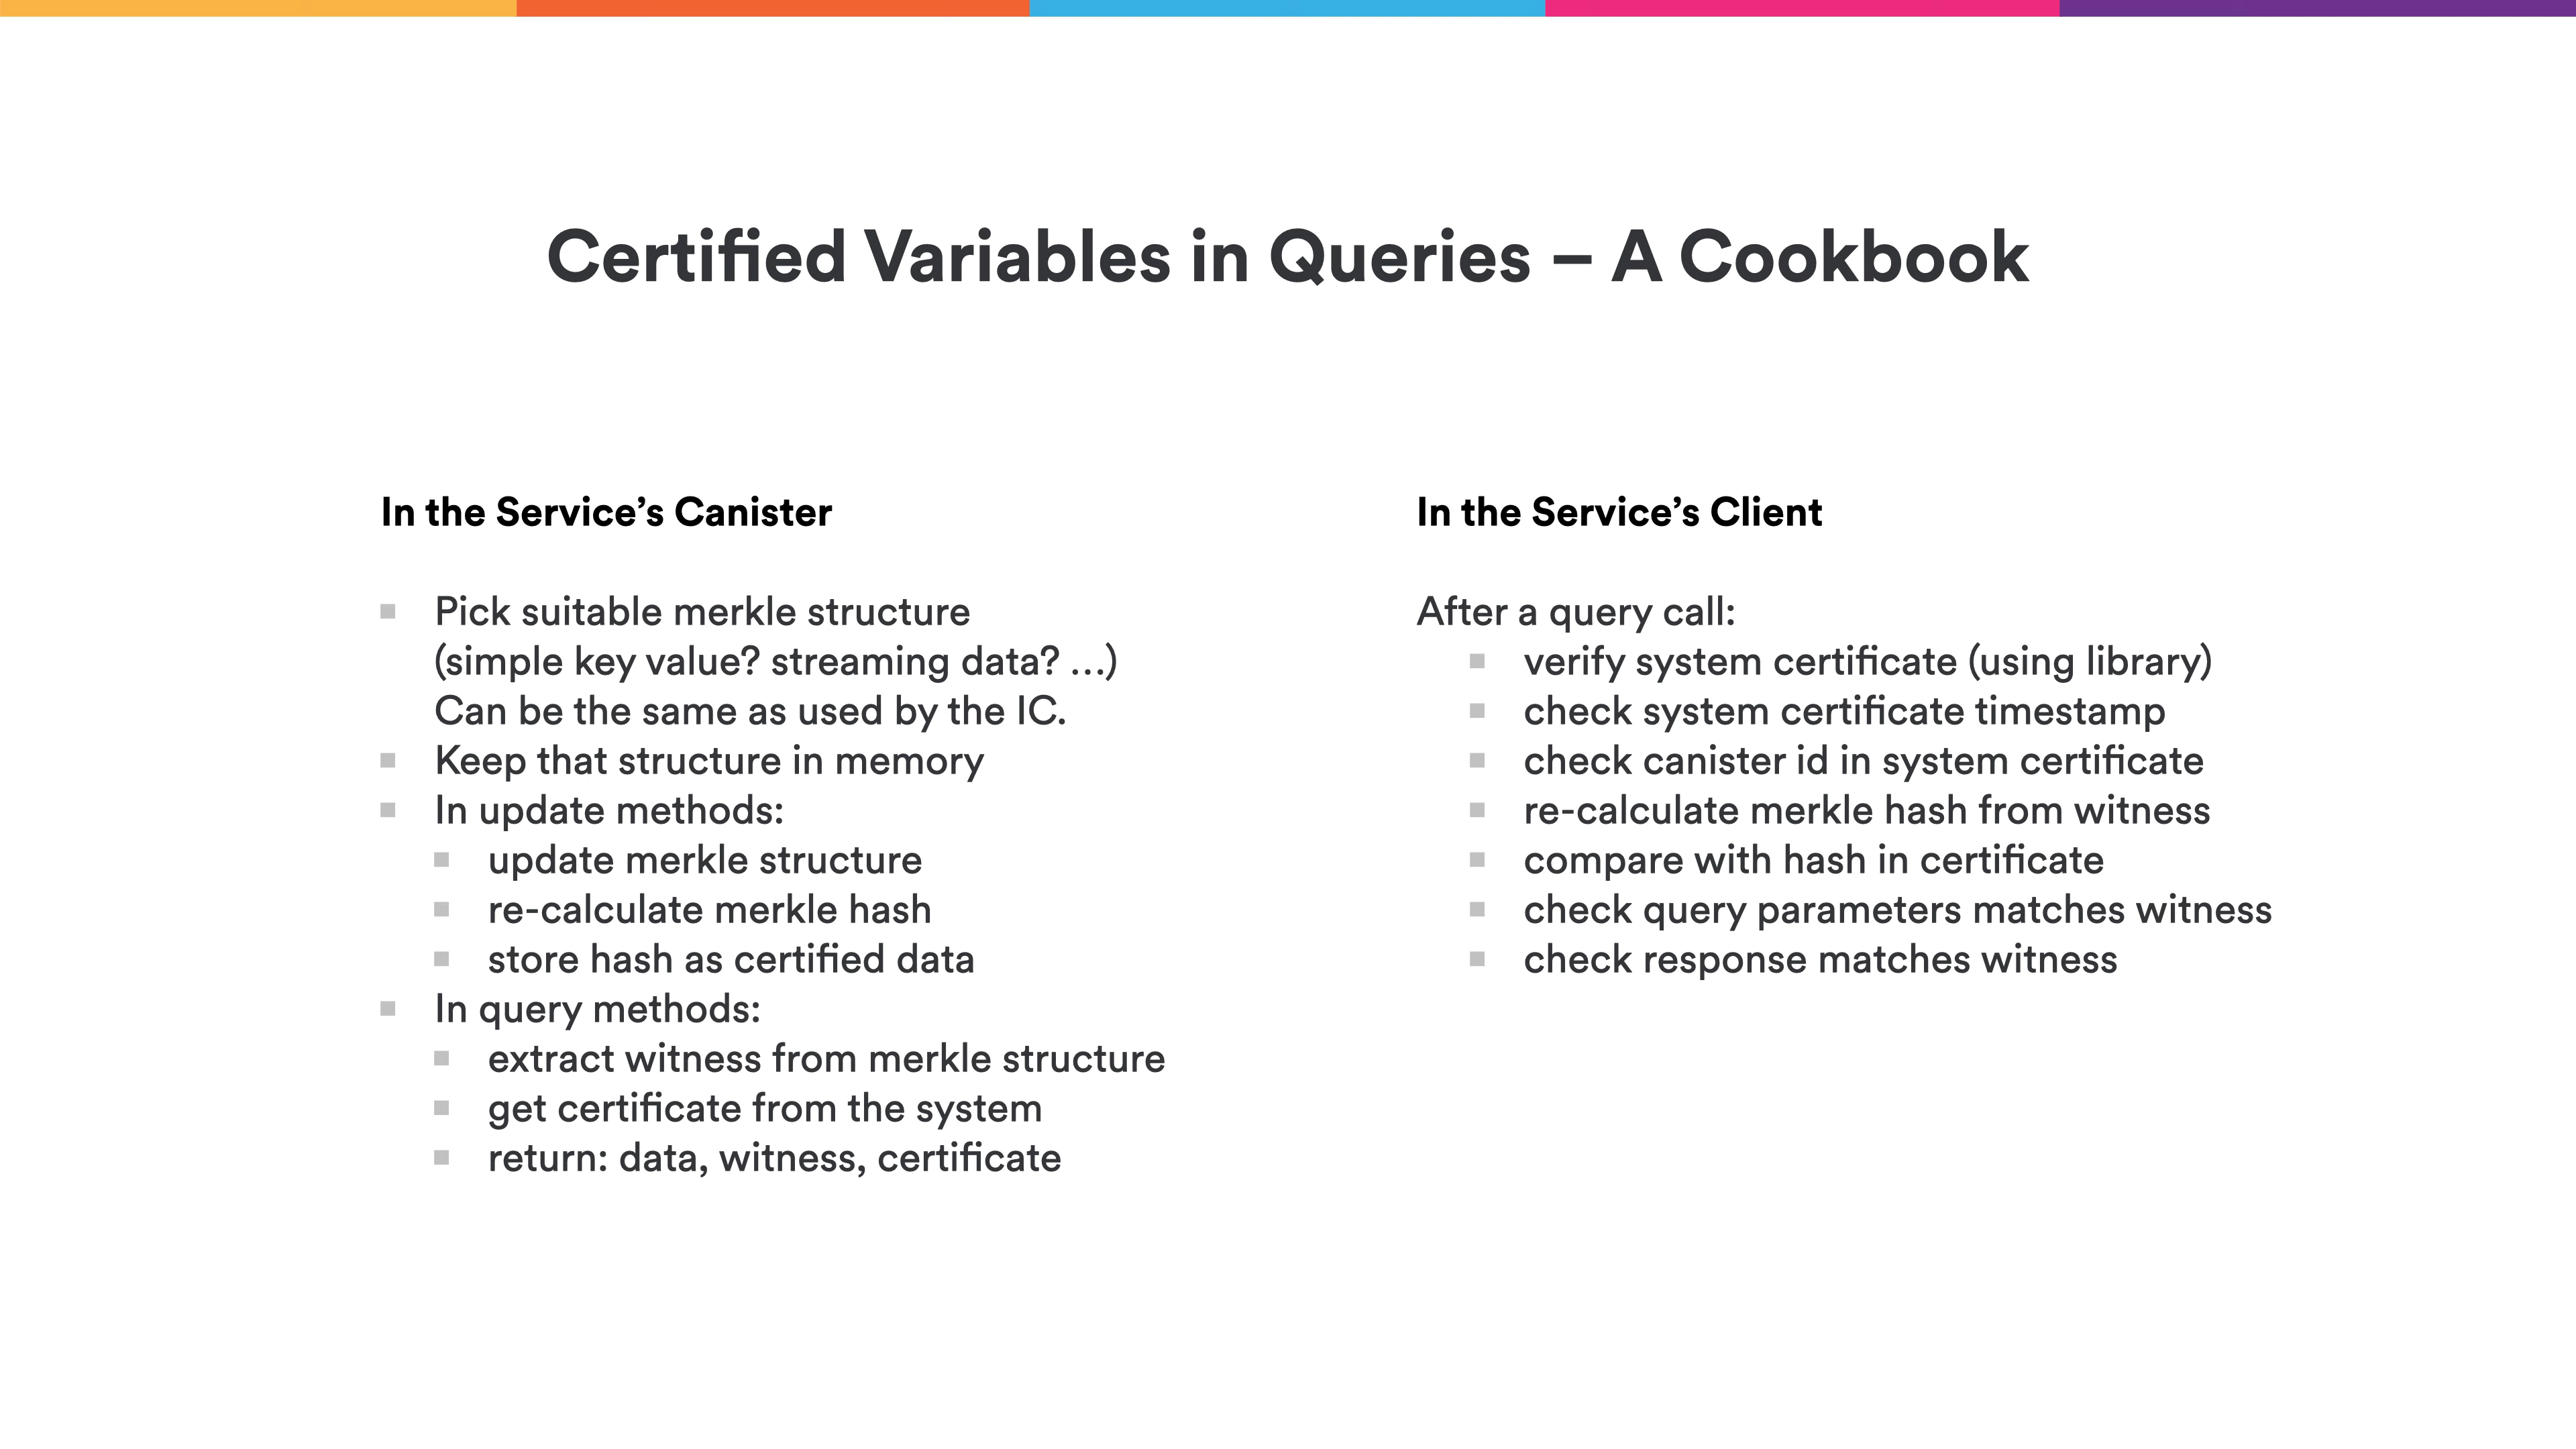 Certified Variables in Queries – A Cookbook
In the Service’s Canister
Pick suitable merkle structure
(simple key value? streaming data? …)
Can be the same as used by the IC.
Keep that structure in memory
In update methods:
update merkle structure
re-calculate merkle hash
store hash as certified data
In query methods:
extract witness from merkle structure
get certificate from the system
return: data, witness, certificate
In the Service’s Client
After a query call:
verify system certificate (using library)
check system certificate timestamp
check canister id in system certificate
re-calculate merkle hash from witness
compare with hash in certificate
check query parameters matches witness
check response matches witness